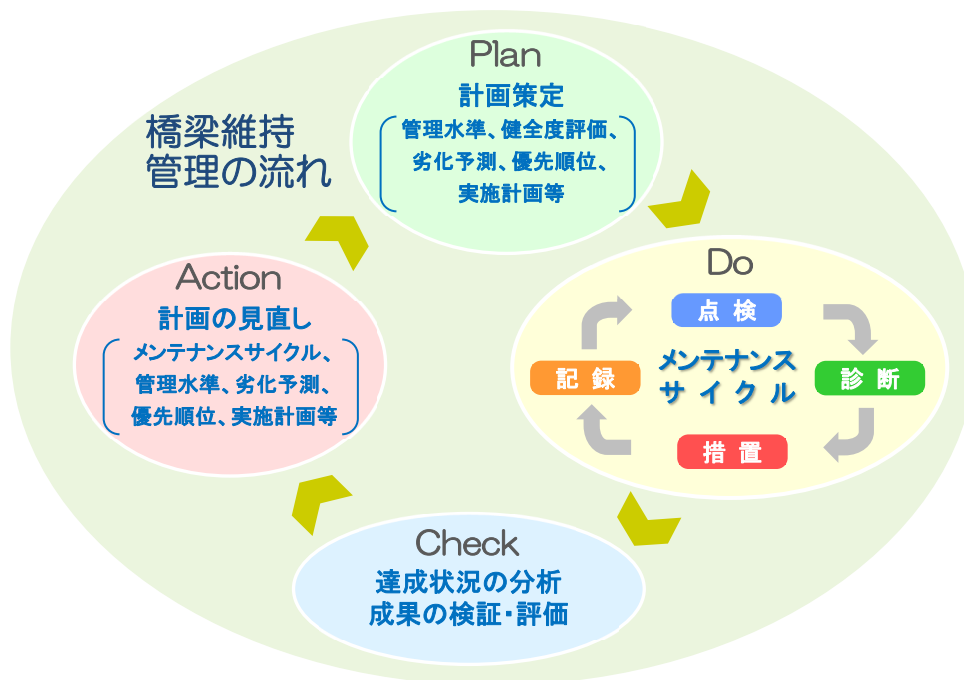 橋梁維持
管理の流れ
Plan
計画策定
管理水準、健全度評価、
劣化予測、優先順位、
実施計画等
Do
点検
診断
措置
記録
メンテナンス
サイクル
Check
達成状況の分析
成果の検証・評価
Action
計画の見直し
メンテナンスサイクル、
管理水準、劣化予測、
優先順位、実施計画等